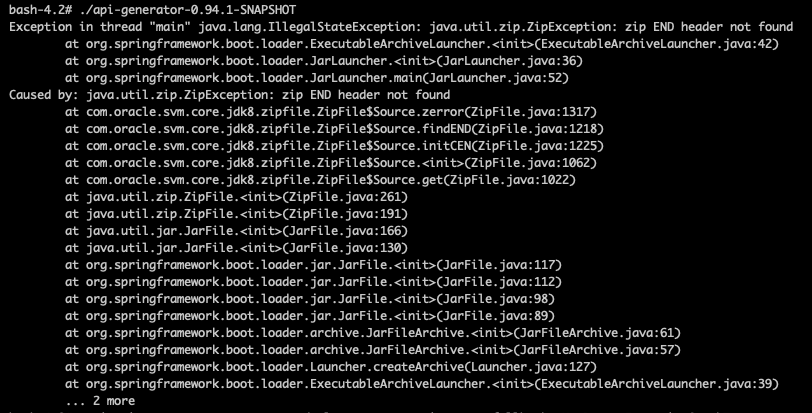 bash-4.2# ./api-generator-0.94.1-SNAPSHOT
Exception in thread "main" java.lang.IllegalStateException: java.util.zip.ZipException: zip END header not found
        at org.springframework.boot.loader.ExecutableArchiveLauncher.<init>(ExecutableArchiveLauncher.java:42)
        at org.springframework.boot.loader.JarLauncher.<init>(JarLauncher.java:36)
        at org.springframework.boot.loader.JarLauncher.main(JarLauncher.java:52)
Caused by: java.util.zip.ZipException: zip END header not found
        at com.oracle.svm.core.jdk8.zipfile.ZipFile$Source.zerror(ZipFile.java:1317)
        at com.oracle.svm.core.jdk8.zipfile.ZipFile$Source.findEND(ZipFile.java:1218)
        at com.oracle.svm.core.jdk8.zipfile.ZipFile$Source.initCEN(ZipFile.java:1225)
        at com.oracle.svm.core.jdk8.zipfile.ZipFile$Source.<init>(ZipFile.java:1062)
        at com.oracle.svm.core.jdk8.zipfile.ZipFile$Source.get(ZipFile.java:1022)
        at java.util.zip.ZipFile.<init>(ZipFile.java:261)
        at java.util.zip.ZipFile.<init>(ZipFile.java:191)
        at java.util.jar.JarFile.<init>(JarFile.java:166)
        at java.util.jar.JarFile.<init>(JarFile.java:130)
        at org.springframework.boot.loader.jar.JarFile.<init>(JarFile.java:117)
        at org.springframework.boot.loader.jar.JarFile.<init>(JarFile.java:112)
        at org.springframework.boot.loader.jar.JarFile.<init>(JarFile.java:98)
        at org.springframework.boot.loader.jar.JarFile.<init>(JarFile.java:89)
        at org.springframework.boot.loader.archive.JarFileArchive.<init>(JarFileArchive.java:61)
        at org.springframework.boot.loader.archive.JarFileArchive.<init>(JarFileArchive.java:57)
        at org.springframework.boot.loader.Launcher.createArchive(Launcher.java:127)
        at org.springframework.boot.loader.ExecutableArchiveLauncher.<init>(ExecutableArchiveLauncher.java:39)
        ... 2 more